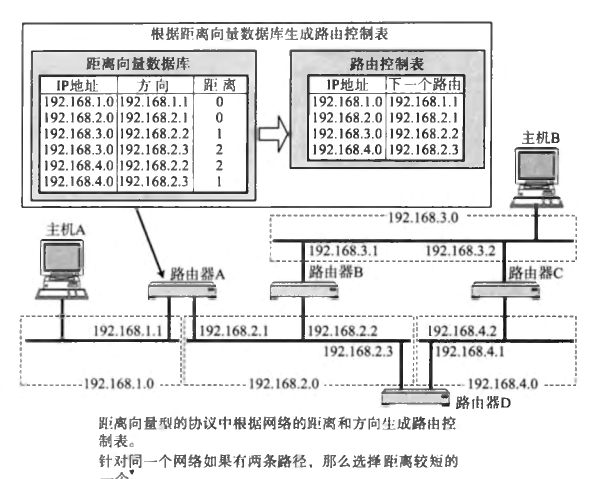 根据距离向量数据库生成路由控制表
距离向量数据库
IP地址 方向 距离
192.168.1.0 192.168.1.1 0
192.168.2.0 192.168.2.1 0
192.168.3.0 192.168.2.2 1
192.168.3.0 192.168.2.3 2
192.168.4.0 192.168.2.2 2
192.168.4.0 192.168.2.3 1
路由控制表
IP地址 下一个路由
192.168.1.0 192.168.1.1
192.168.2.0 192.168.2.1
192.168.3.0 192.168.2.2
192.168.4.0 192.168.2.3
主机B
192.168.3.0
主机A
192.168.3.1 192.168.3.2
路由器A
路由器B
路由器C
192.168.1.1 192.168.2.1 192.168.2.2 192.168.4.2
192.168.2.3 192.168.4.1
192.168.1.0 192.168.2.0 192.168.4.0
路由器D
距离向量型的协议中根据网络的距离和方向生成路由控
制表。
针对同一个网络如果有两条路径，那么选择距离较短的
一个